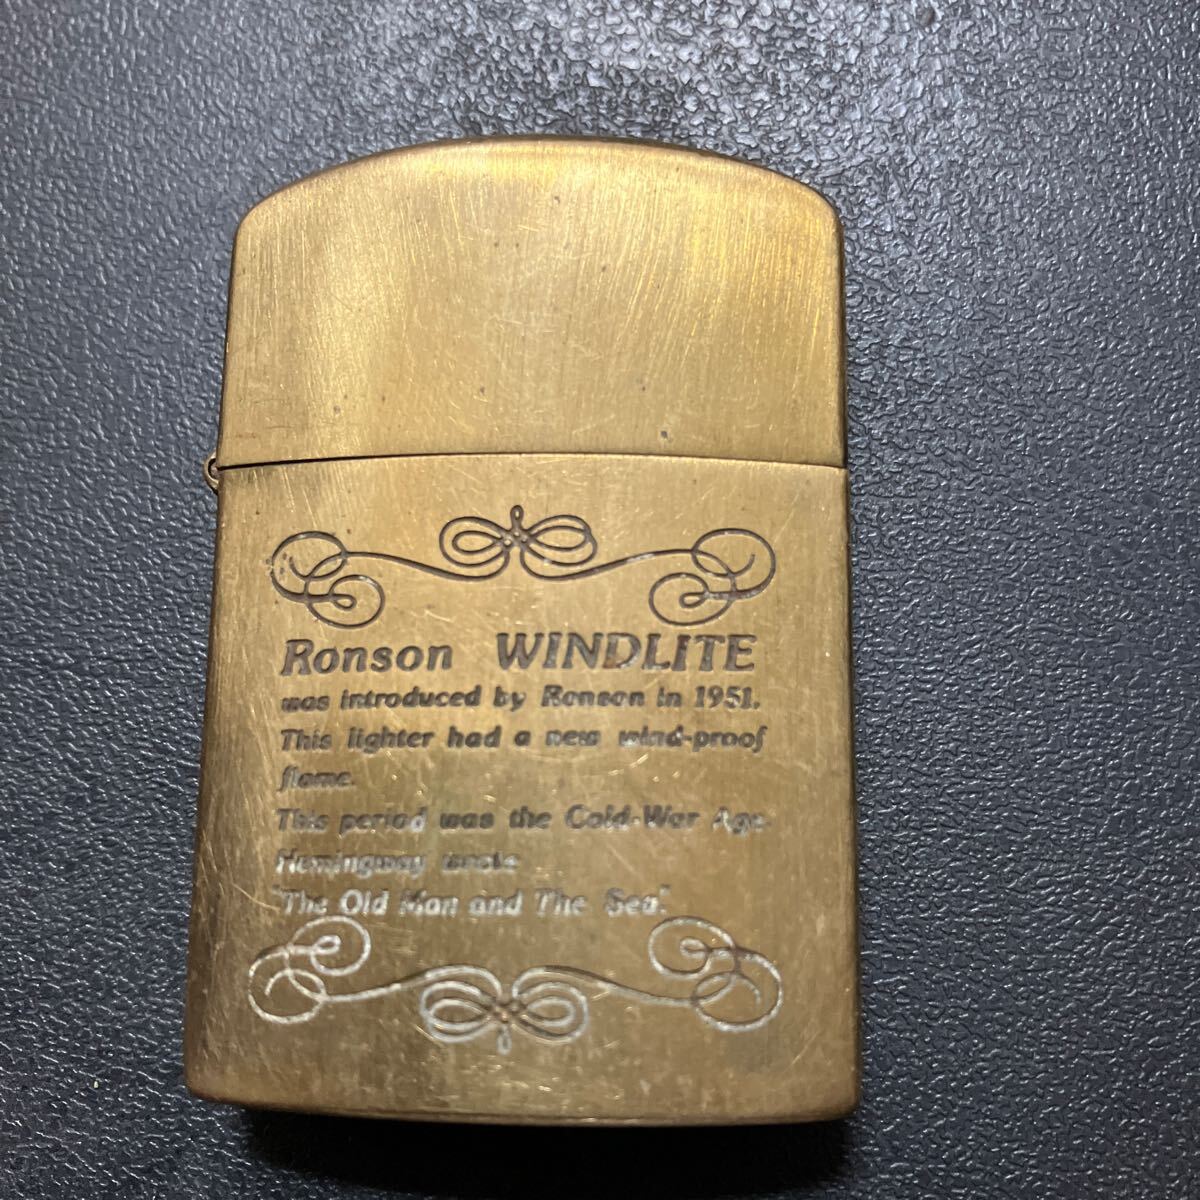 Ronson WINDLITE
was introduced by Ronson in 1951.
This lighter had a new wind-proof
flame.
This period was the Cold-War Age.
Hemingway wrote
"The Old Man and The Sea."